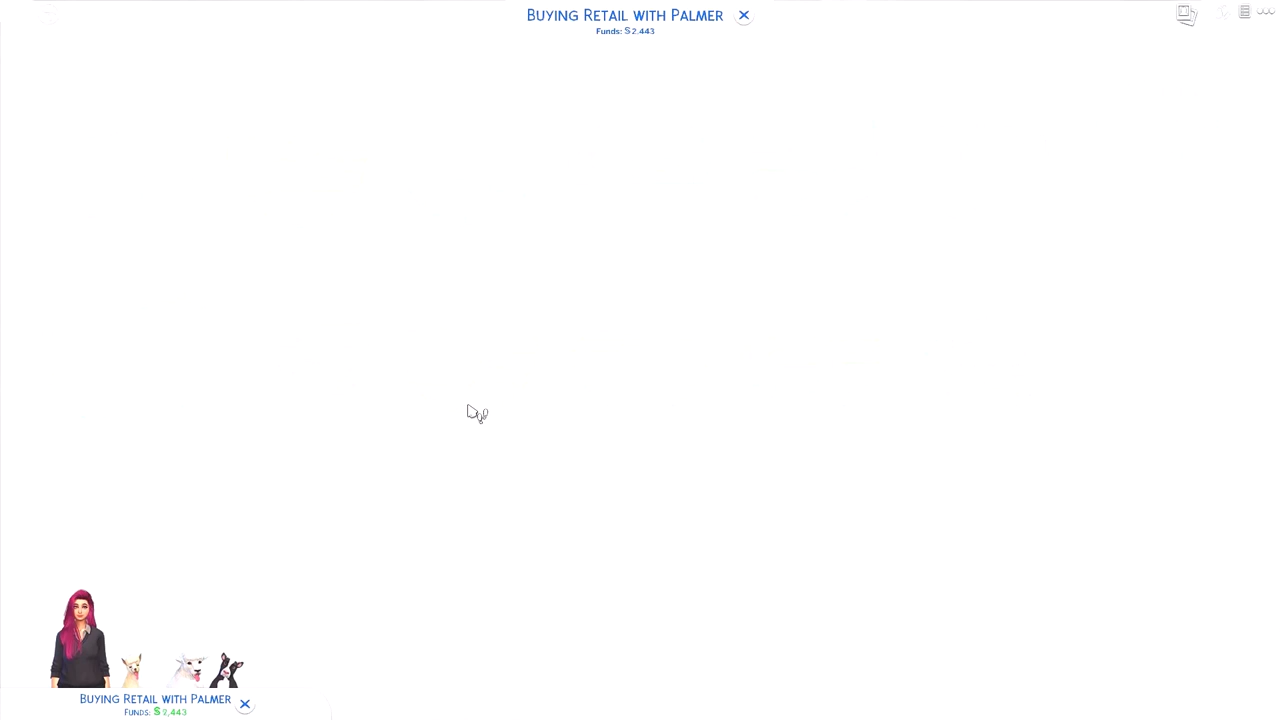 BUYING RETAIL WITH PALMER
Funds: $2,443
BUYING RETAIL WITH PALMER
FUNDS: $2,443